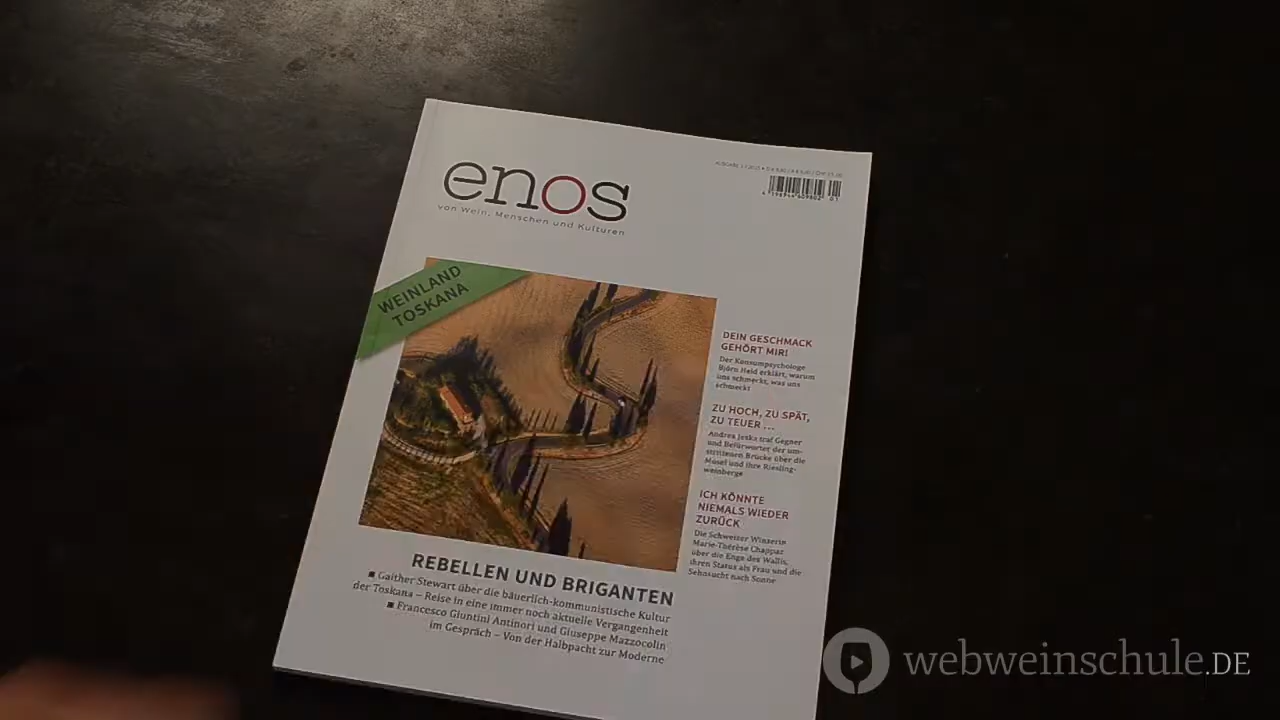 enos
von Wein, Menschen und Kulturen
WEINLAND
TOSKANA
DEIN GESCHMACK
GEHÖRT MIR!
Der Konsumpsychologe
Björn Held erklärt, warum
uns schmeckt, was uns
schmeckt
ZU HOCH, ZU SPÄT,
ZU TEUER ...
Andrea Jeska traf Gegner
und Befürworter der um-
strittenen Brücke über die
Mosel und ihre Riesling-
weinberge
ICH KÖNNTE
NIEMALS WIEDER
ZURÜCK
Die Schweizer Winzerin
Marie-Thérèse Chappaz
über die Enge des Wallis,
ihren Status als Frau und die
Sehnsucht nach Sonne
REBELLEN UND BRIGANTEN
■ Gaither Stewart über die bäuerlich-kommunistische Kultur
der Toskana – Reise in eine immer noch aktuelle Vergangenheit
■ Francesco Giuntini Antinori und Giuseppe Mazzocolin
im Gespräch – Von der Halbpacht zur Moderne
webweinschule.DE